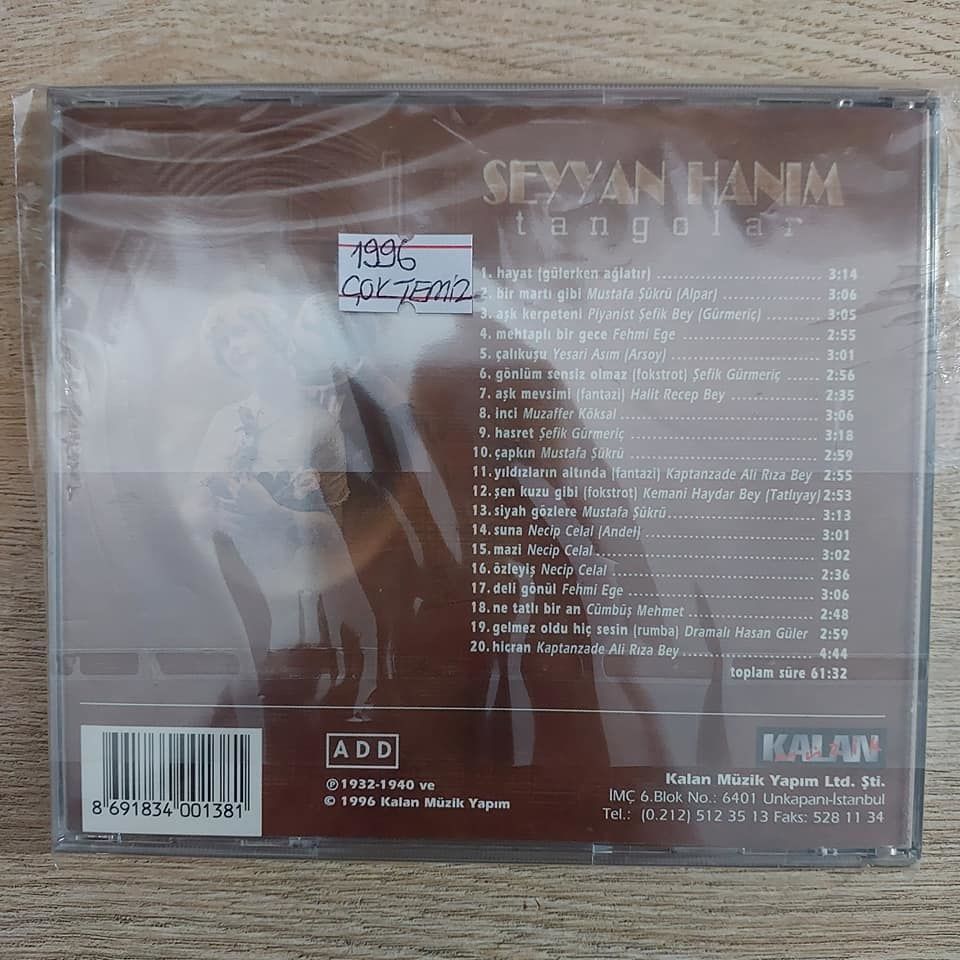 SEYYAN HANIM
tangolar
1996
ÇOK TEMİZ
1. hayat (gülerken ağlatır) 3:14
2. bir martı gibi Mustafa Şükrü (Alpar) 3:06
3. aşk kerpeteni Piyanist Şefik Bey (Gürmeriç) 3:05
4. mehtaplı bir gece Fehmi Ege 2:55
5. çalıkuşu Yesari Asım (Arsoy) 3:01
6. gönlüm sensiz olmaz (fokstrot) Şefik Gürmeriç 2:56
7. aşk mevsimi (fantazi) Halit Recep Bey 2:35
8. inci Muzaffer Köksal 3:06
9. hasret Şefik Gürmeriç 3:18
10. çapkın Mustafa Şükrü 2:59
11. yıldızların altında (fantazi) Kaptanzade Ali Rıza Bey 2:55
12. şen kuzu gibi (fokstrot) Kemani Haydar Bey (Tatlıyay) 2:53
13. siyah gözlere Mustafa Şükrü 3:13
14. suna Necip Celal (Andel) 3:01
15. mazi Necip Celal 3:02
16. özleyiş Necip Celal 2:36
17. deli gönül Fehmi Ege 3:06
18. ne tatlı bir an Cümbüş Mehmet 2:48
19. gelmez oldu hiç sesin (rumba) Dramalı Hasan Güler 2:59
20. hicran Kaptanzade Ali Rıza Bey 4:44
toplam süre 61:32
8 691834 001381
ADD
℗ 1932-1940 ve
© 1996 Kalan Müzik Yapım
KALAN
Kalan Müzik Yapım Ltd. Şti.
İMÇ 6.Blok No.: 6401 Unkapanı-İstanbul
Tel.: (0.212) 512 35 13 Faks: 528 11 34